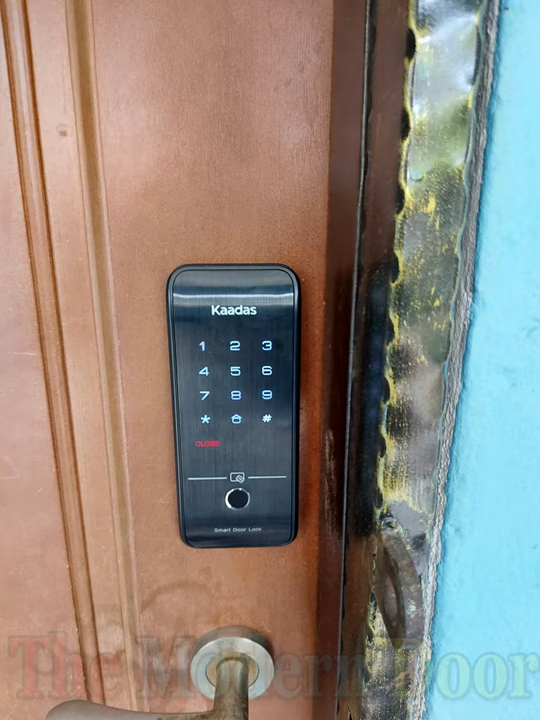 Kaadas
1 2 3
4 5 6
7 8 9
* #
CLOSE
Smart Door Lock
The Modern Door